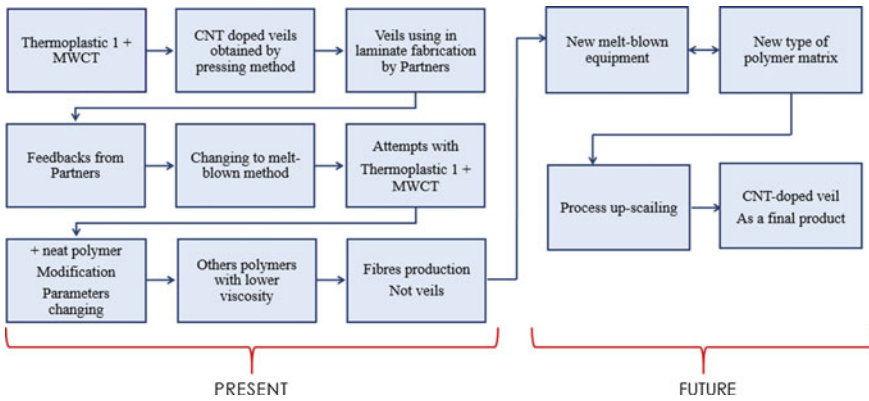 Thermoplastic 1 +
MWCT
CNT doped veils
obtained by
pressing method
Veils using in
laminate fabrication
by Partners
New melt-blown
equipment
New type of
polymer matrix
Feedbacks from
Partners
Changing to melt-
blown method
Attempts with
Thermoplastic 1 +
MWCT
Process up-scailing
CNT-doped veil
As a final product
+ neat polymer
Modification
Parameters
changing
Others polymers
with lower
viscosity
Fibres production
Not veils
PRESENT
FUTURE